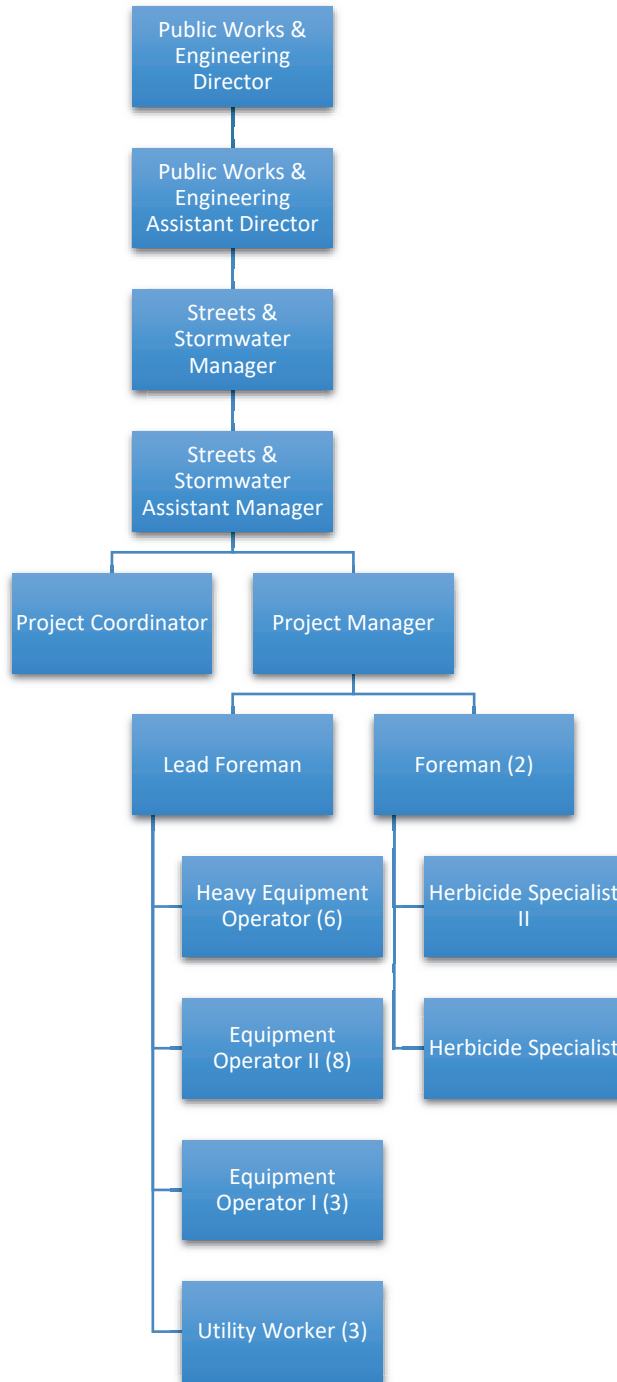 Public Works &
Engineering
Director
Public Works &
Engineering
Assistant Director
Streets &
Stormwater
Manager
Streets &
Stormwater
Assistant Manager
Project Coordinator
Project Manager
Lead Foreman
Foreman (2)
Heavy Equipment
Operator (6)
Herbicide Specialist
II
Equipment
Operator II (8)
Herbicide Specialist
Equipment
Operator I (3)
Utility Worker (3)